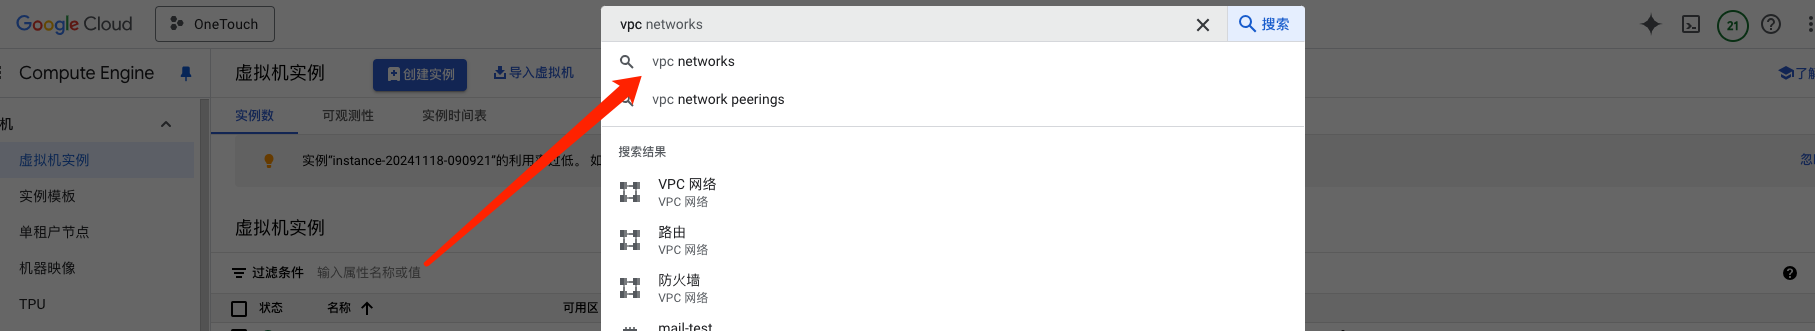 Google Cloud
OneTouch
vpc networks
搜索
21
Compute Engine
虚拟机实例
创建实例
导入虚拟机
vpc networks
了解
机
实例数
可观测性
实例时间表
vpc network peerings
虚拟机实例
实例"instance-20241118-090921"的利用率过低。 如
搜索结果
实例模板
VPC 网络
VPC 网络
单租户节点
虚拟机实例
路由
VPC 网络
机器映像
过滤条件 输入属性名称或值
防火墙
VPC 网络
TPU
状态
名称
可用区
mail-test